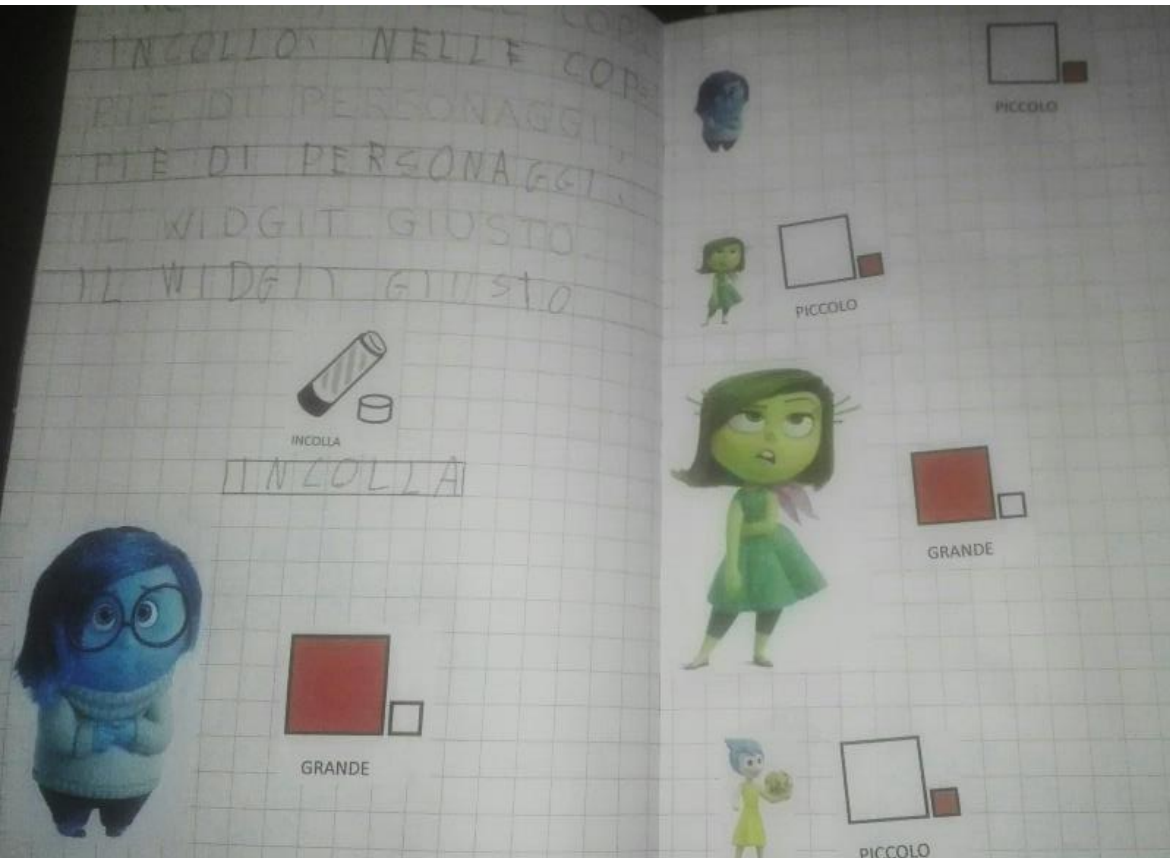 COP
INCOLLO NELLE COP
PIE DI PERSONAGGI,
PIE DI PERSONAGGI,
IL WIDGIT GIUSTO.
IL WIDGIT GIUSTO
INCOLLA
INCOLLA
GRANDE
PICCOLO
PICCOLO
GRANDE
PICCOLO